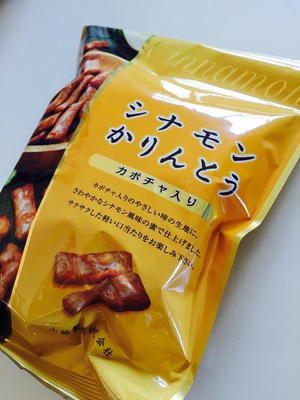 Cinnamon
シナモン
かりんとう
カボチャ入り
カボチャ入りのやさしい味の生地に、
さわやかなシナモン風味の蜜で仕上げました。
サクサクした軽い口当たりをお楽しみ下さい。